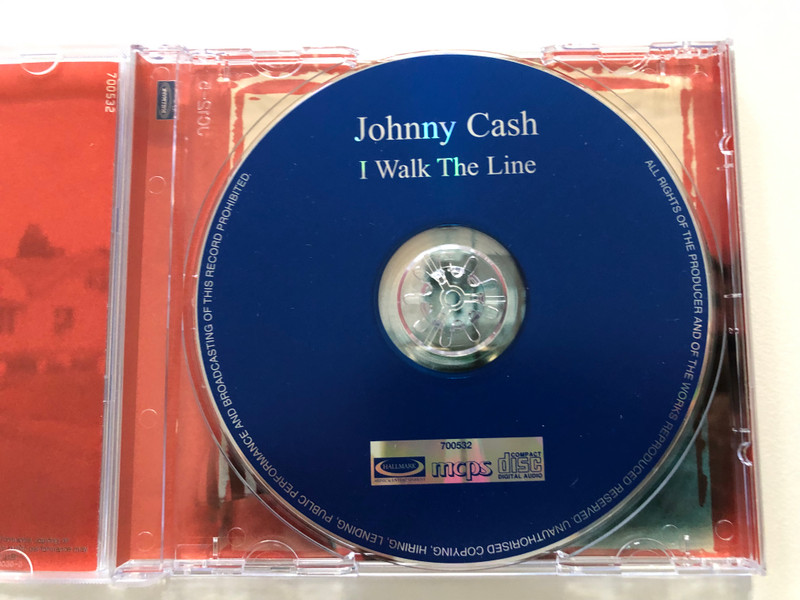 700532
Johnny Cash
I Walk The Line
ALL RIGHTS OF THE PRODUCER AND OF THE WORKS REPRODUCED RESERVED. UNAUTHORISED COPYING, HIRING, LENDING, PUBLIC PERFORMANCE AND BROADCASTING OF THIS RECORD PROHIBITED.
700532
HALLMARK
mcps
COMPACT
disc
DIGITAL AUDIO